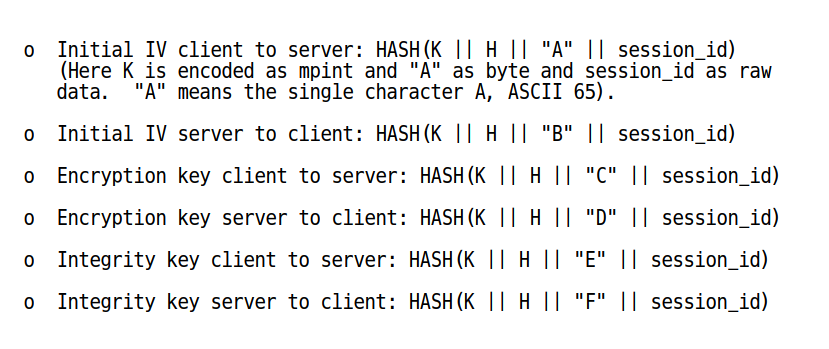 o  Initial IV client to server: HASH(K || H || "A" || session_id)
(Here K is encoded as mpint and "A" as byte and session_id as raw
data.  "A" means the single character A, ASCII 65).
o  Initial IV server to client: HASH(K || H || "B" || session_id)
o  Encryption key client to server: HASH(K || H || "C" || session_id)
o  Encryption key server to client: HASH(K || H || "D" || session_id)
o  Integrity key client to server: HASH(K || H || "E" || session_id)
o  Integrity key server to client: HASH(K || H || "F" || session_id)